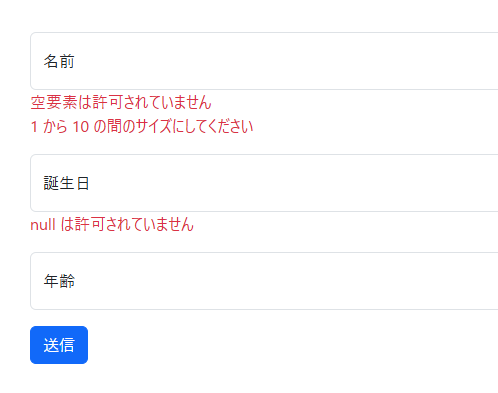 名前
空要素は許可されていません
1 から 10 の間のサイズにしてください
誕生日
null は許可されていません
年齢
送信